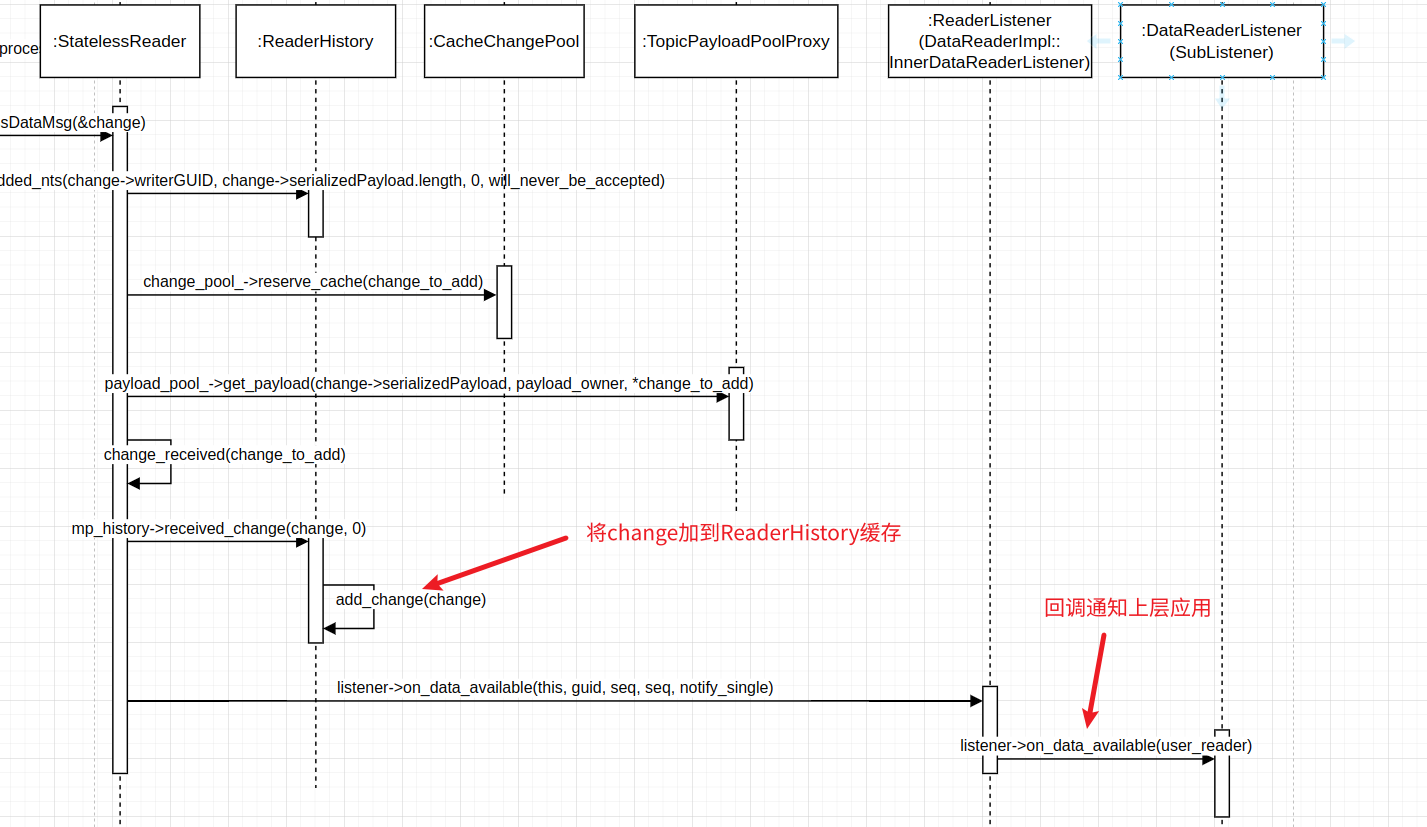 :ReaderListener
:StatelessReader
:ReaderHistory
:CacheChangePool
:TopicPayloadPoolProxy
(DataReaderImpl::
InnerDataReaderListener)
:DataReaderListener
(SubListener)
proce
sDataMsg(&change)
dded_nts(change->writerGUID, change->serializedPayload.length, 0, will_never_be_accepted)
change_pool_->reserve_cache(change_to_add)
payload_pool_->get_payload(change->serializedPayload, payload_owner, *change_to_add)
change_received(change_to_add)
mp_history->received_change(change, 0)
将change加到ReaderHistory缓存
add_change(change)
回调通知上层应用
listener->on_data_available(this, guid, seq, seq, notify_single)
listener->on_data_available(user_reader)